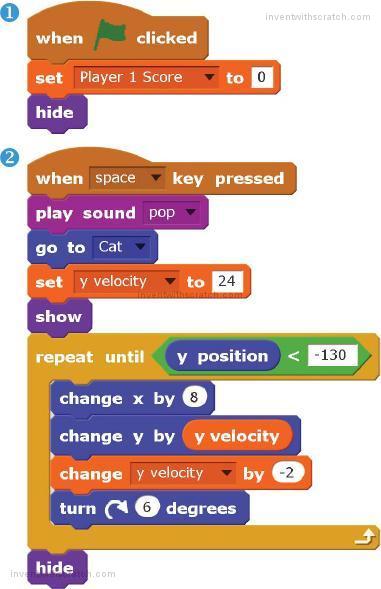 inventwithscratch.com
1
when clicked
set Player 1 Score to 0
hide
2
when space key pressed
play sound pop
go to Cat
set y velocity to 24
inventwithscratch.com
show
repeat until y position < -130
change x by 8
change y by y velocity
change y velocity by -2
turn 6 degrees
hide
inventwithscratch.com